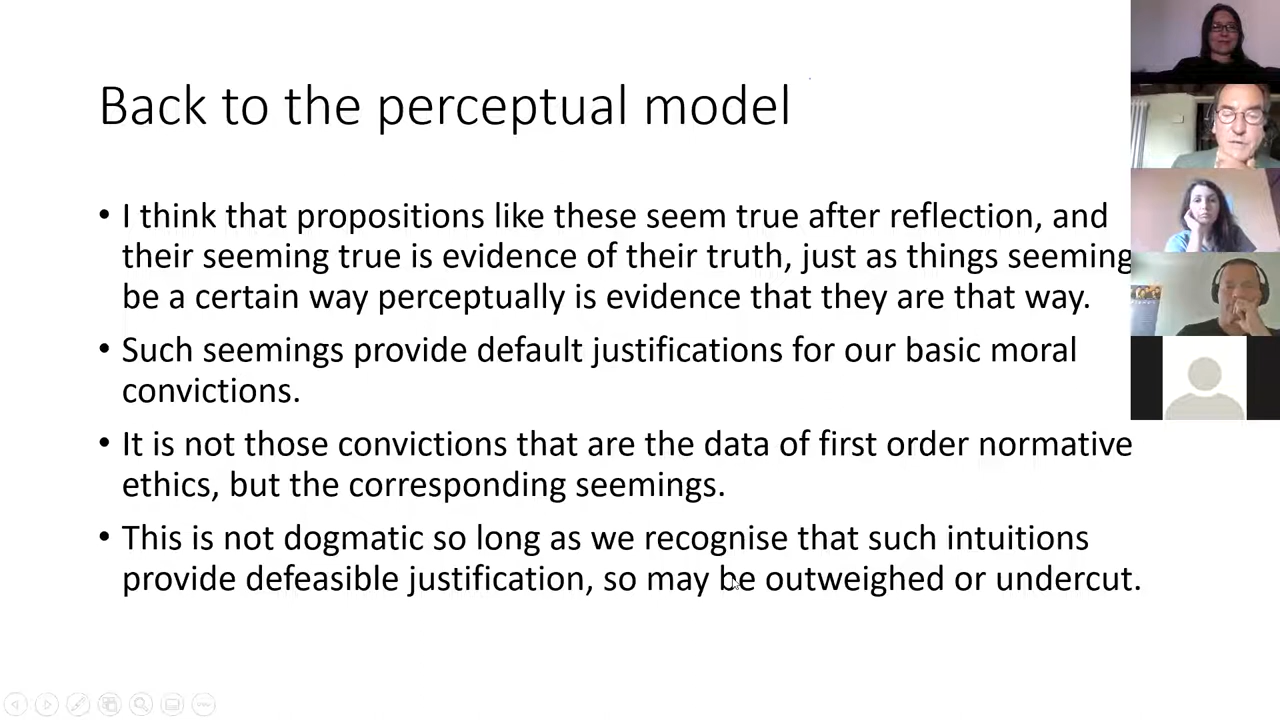 Back to the perceptual model
• I think that propositions like these seem true after reflection, and
their seeming true is evidence of their truth, just as things seeming
be a certain way perceptually is evidence that they are that way.
• Such seemings provide default justifications for our basic moral
convictions.
• It is not those convictions that are the data of first order normative
ethics, but the corresponding seemings.
• This is not dogmatic so long as we recognise that such intuitions
provide defeasible justification, so may be outweighed or undercut.